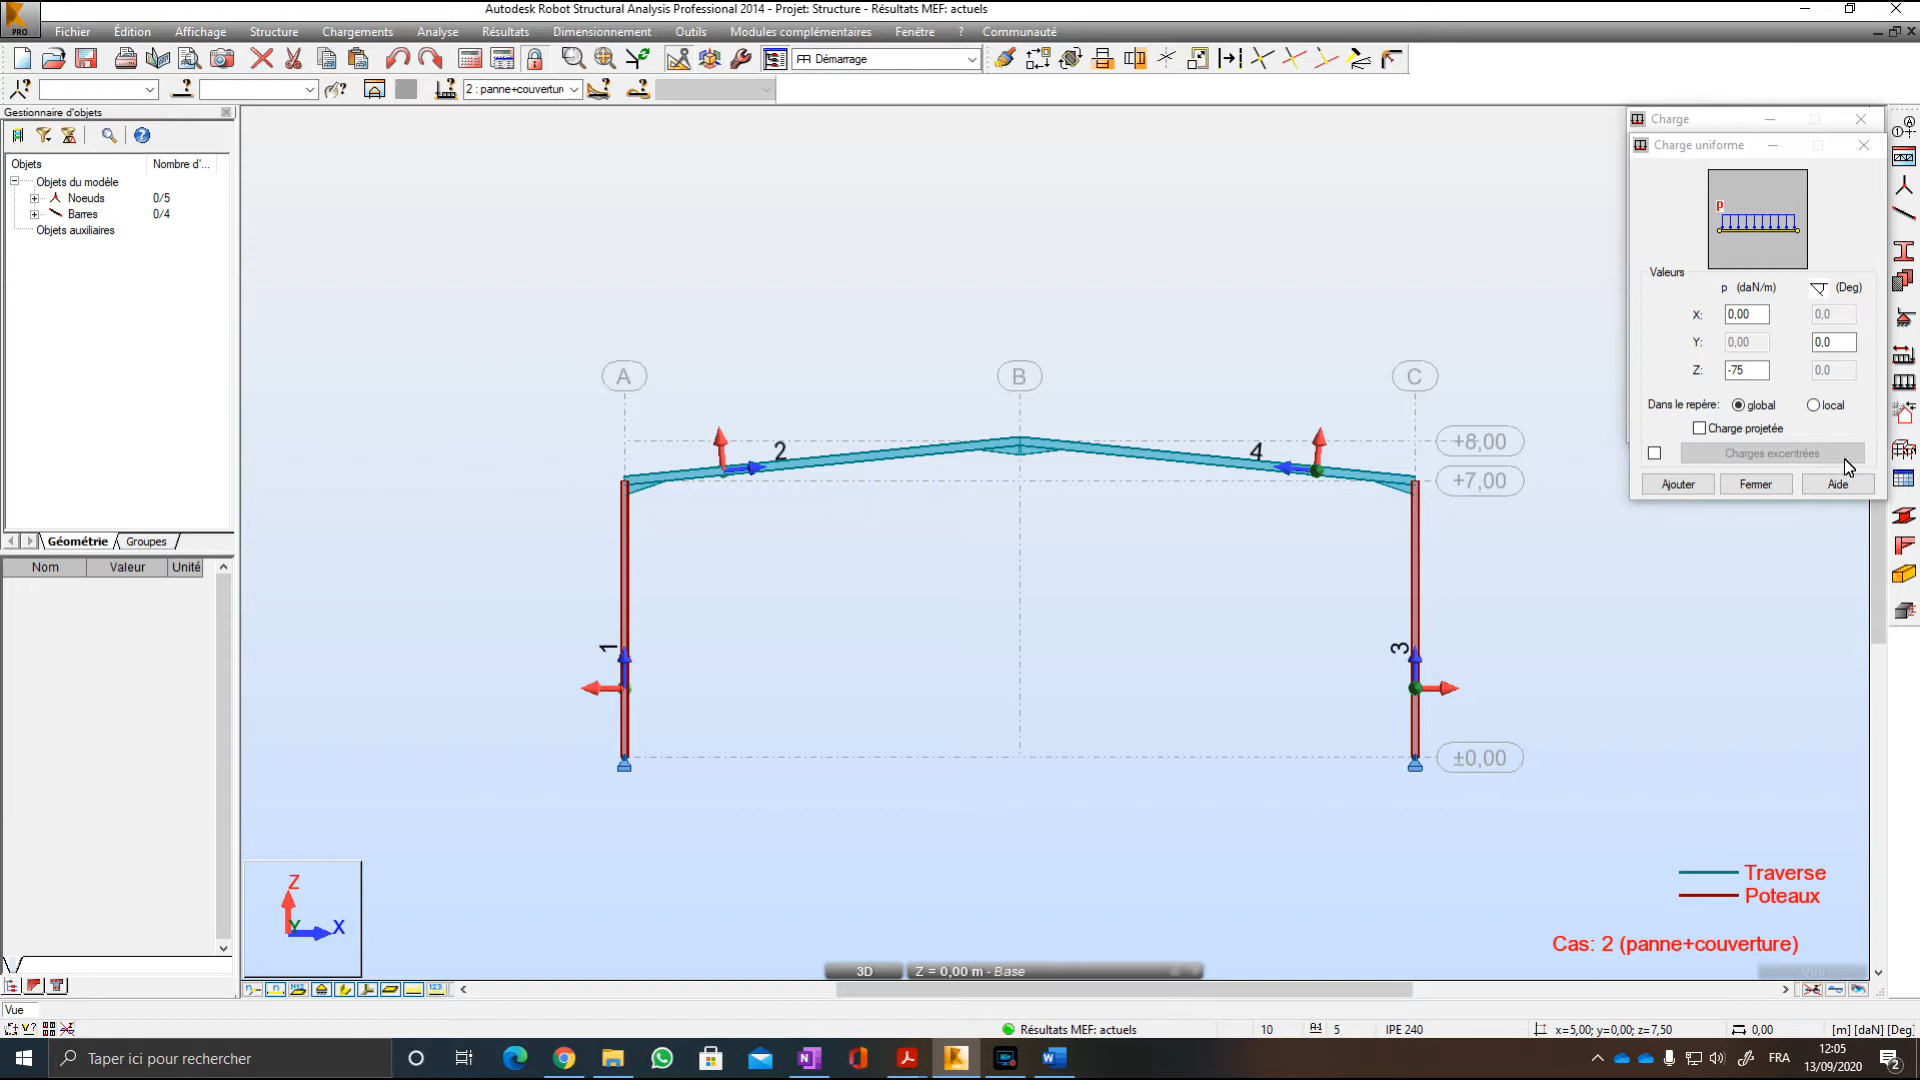 Autodesk Robot Structural Analysis Professional 2014 - Projet: Structure - Résultats MEF: actuels
PRO
Fichier Édition Affichage Structure Chargements Analyse Résultats Dimensionnement Outils Modules complémentaires Fenêtre ? Communauté
Démarrage
2 : panne+couvertur
Gestionnaire d'objets
Objets Nombre d'...
Objets du modèle
Noeuds 0/5
Barres 0/4
Objets auxiliaires
Géométrie Groupes
Nom Valeur Unité
Charge
Charge uniforme
p
Valeurs
p (daN/m) (Deg)
X: 0,00 0,0
Y: 0,00 0,0
Z: -75 0,0
Dans le repère: global local
Charge projetée
Charges excentrées
Ajouter Fermer Aide
A B C
+8,00
2 4
+7,00
1 3
±0,00
Z
Y X
Traverse
Poteaux
Cas: 2 (panne+couverture)
3D Z = 0,00 m - Base
Vue
Vue
Résultats MEF: actuels 10 5 IPE 240 x=5,00; y=0,00; z=7,50 0,00 [m] [daN] [Deg]
Taper ici pour rechercher
FRA
12:05
13/09/2020
2